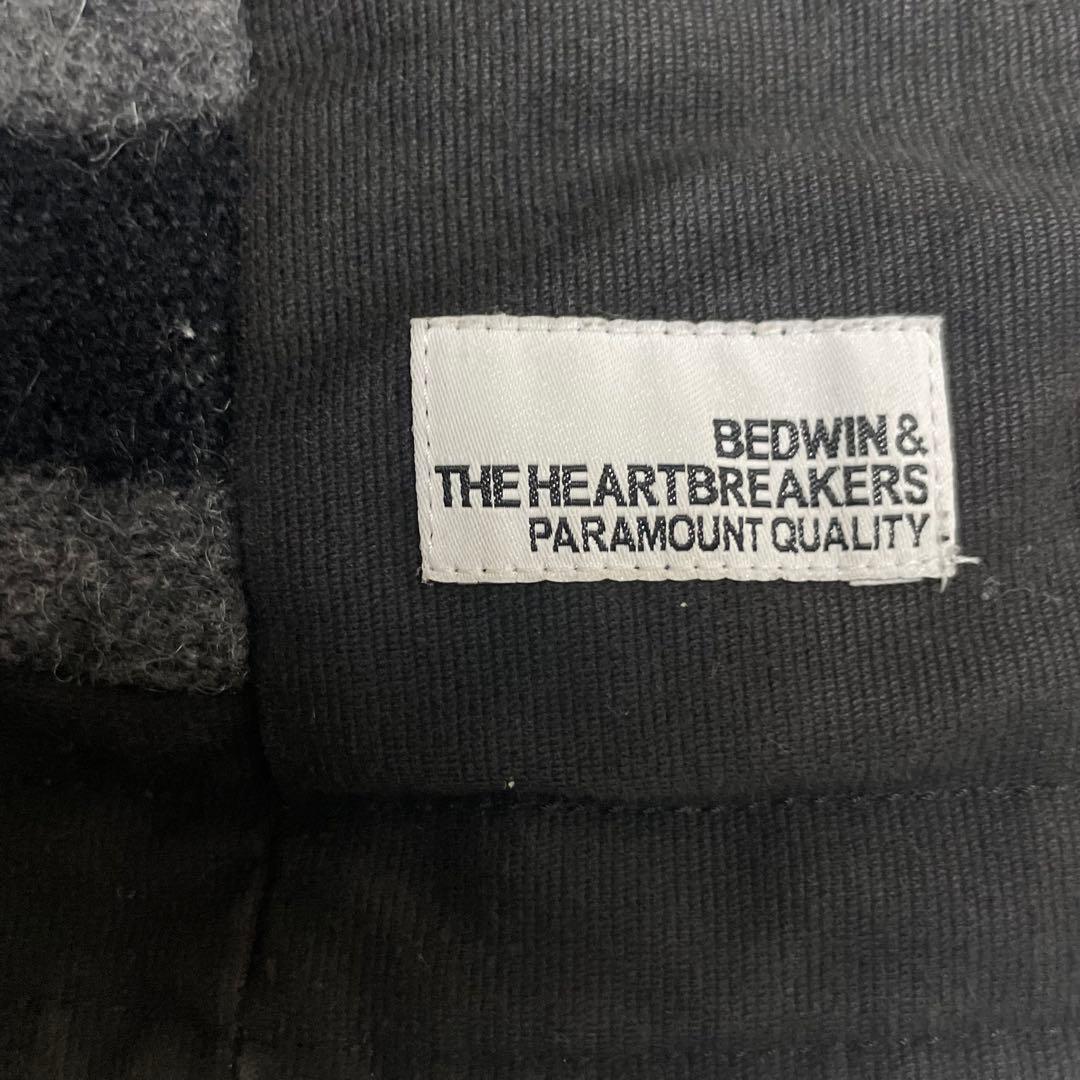 BEDWIN &
THE HEARTBREAKERS
PARAMOUNT QUALITY